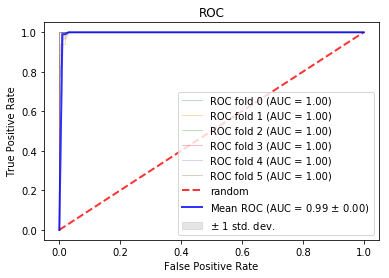 ROC
1.0
0.8
0.6
0.4
0.2
0.0
True Positive Rate
ROC fold 0 (AUC = 1.00)
ROC fold 1 (AUC = 1.00)
ROC fold 2 (AUC = 1.00)
ROC fold 3 (AUC = 1.00)
ROC fold 4 (AUC = 1.00)
ROC fold 5 (AUC = 1.00)
random
Mean ROC (AUC = 0.99 ± 0.00)
± 1 std. dev.
0.0 0.2 0.4 0.6 0.8 1.0
False Positive Rate